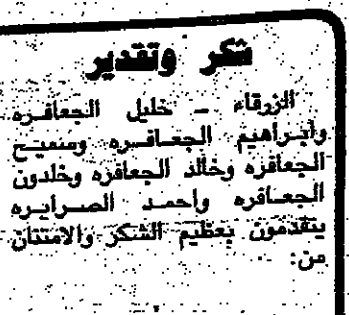 شكر وتقدير
الزرقاء ـ خليل الجعافره
وابراهيم الجعافره وسميح
الجعافره وخالد الجعافره وخلدون
الجعافره واحمد الصرايره
يتقدمون بعظيم الشكر والامتنان
من: